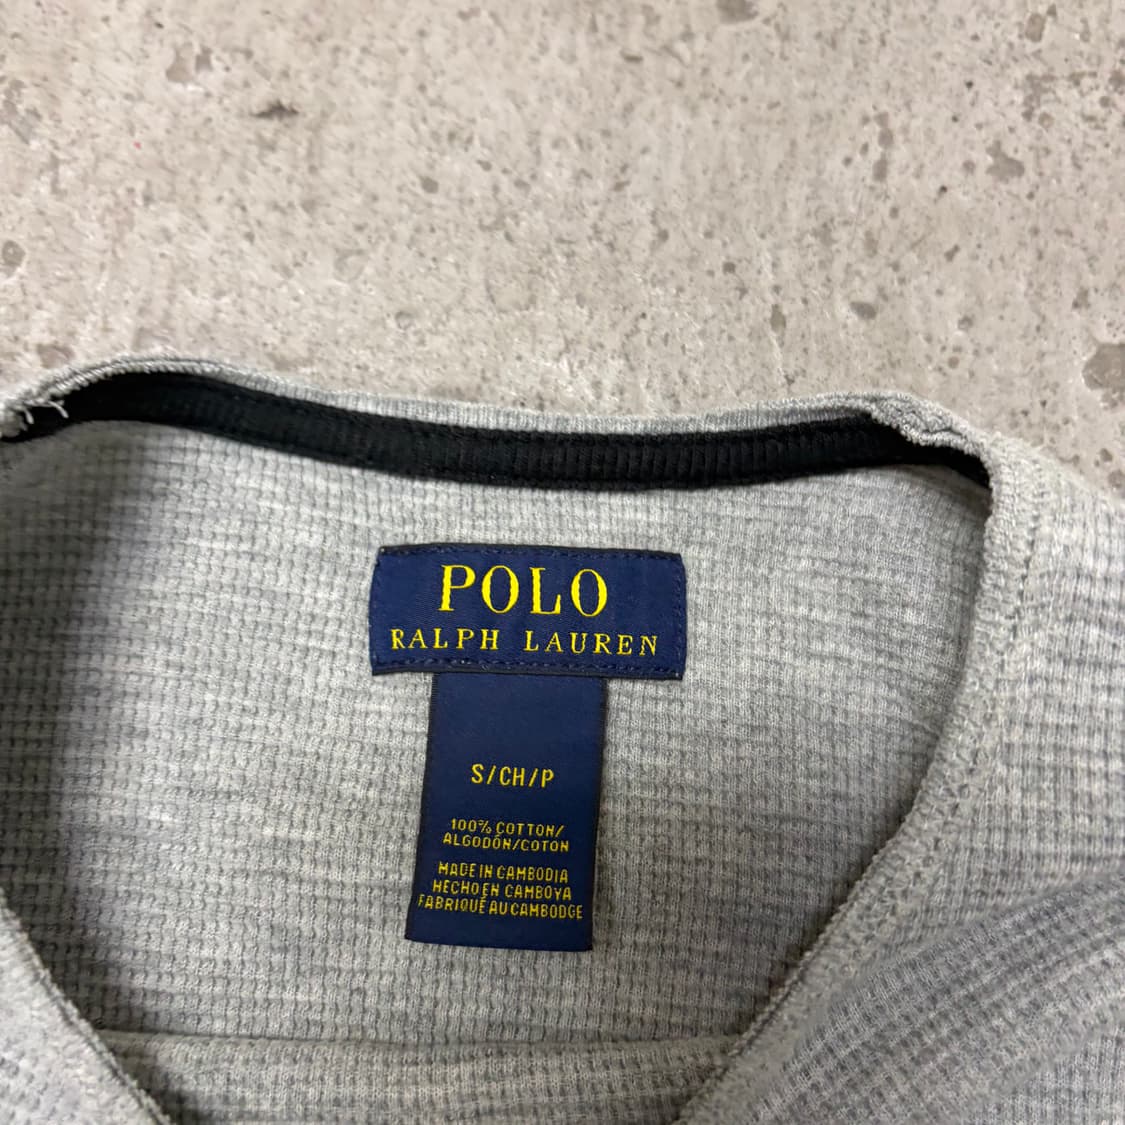 POLO
RALPH LAUREN
S/CH/P
100% COTTON/
ALGODÓN/COTON
MADE IN CAMBODIA
HECHO EN CAMBOYA
FABRIQUÉ AU CAMBODGE